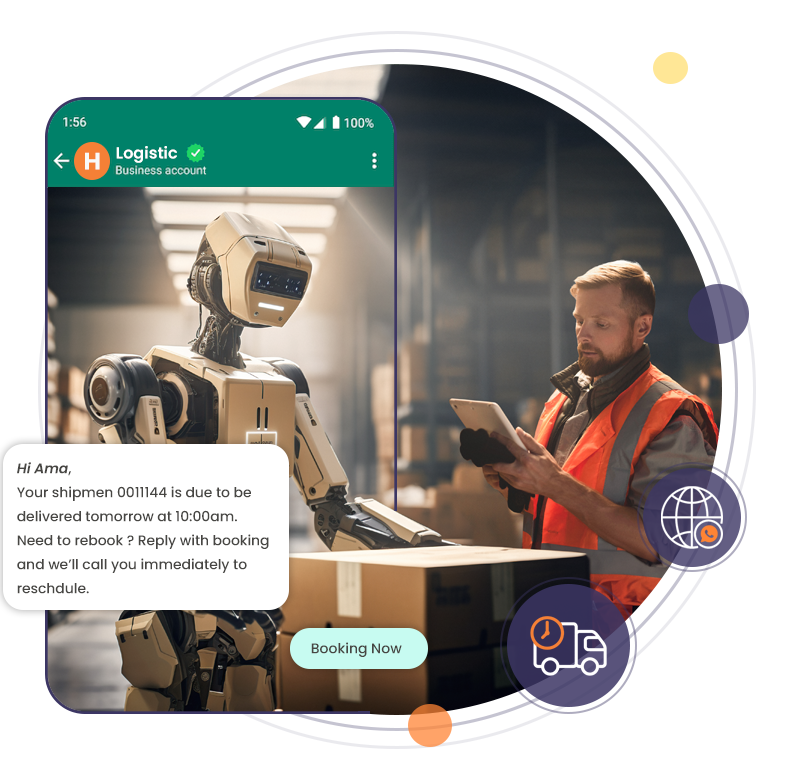 1:56
100%
H
Logistic
Business account
Hi Ama,
Your shipmen 0011144 is due to be
delivered tomorrow at 10:00am.
Need to rebook ? Reply with booking
and we'll call you immediately to
reschdule.
Booking Now